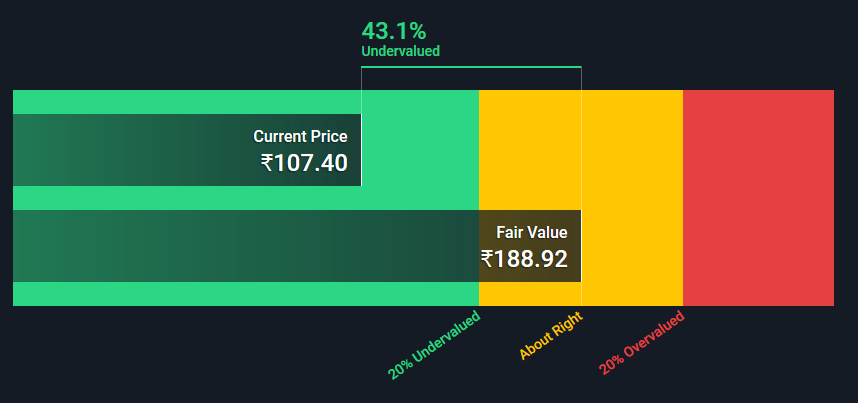 43.1%
Undervalued
Current Price
₹107.40
Fair Value
₹188.92
20% Undervalued
About Right
20% Overvalued